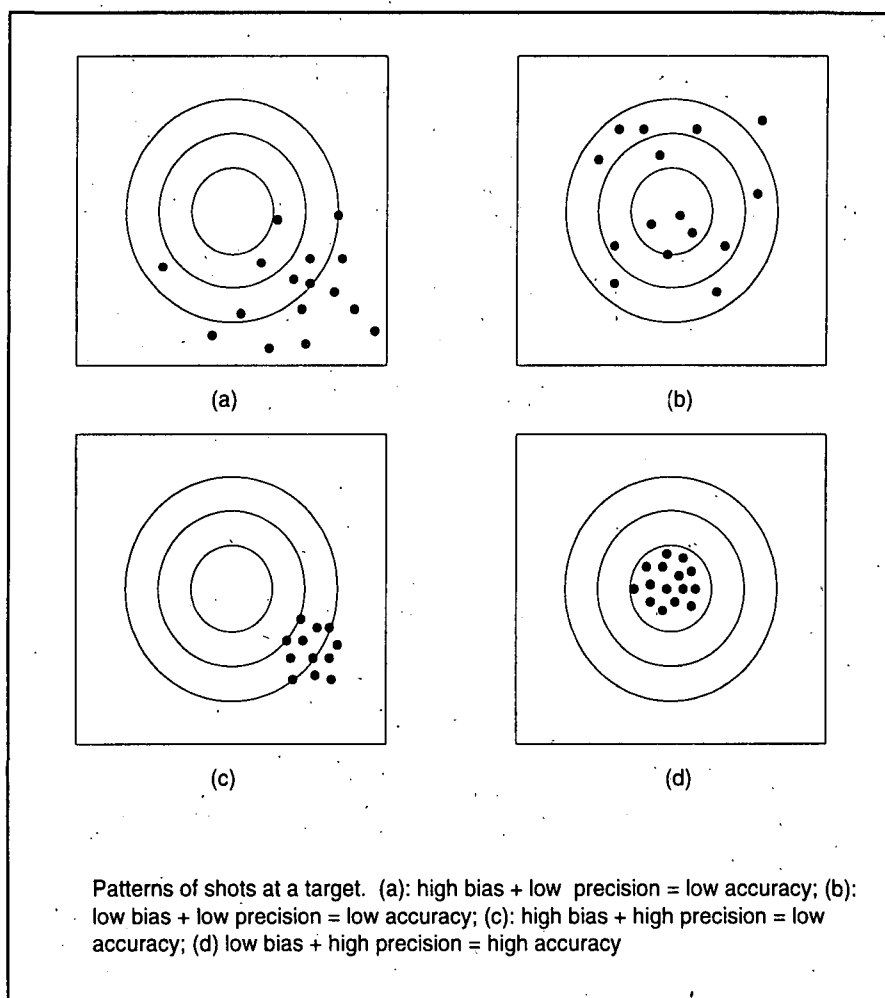 (a)
(b)
(c)
(d)
Patterns of shots at a target. (a): high bias + low precision = low accuracy; (b):
low bias + low precision = low accuracy; (c): high bias + high precision = low
accuracy; (d) low bias + high precision = high accuracy